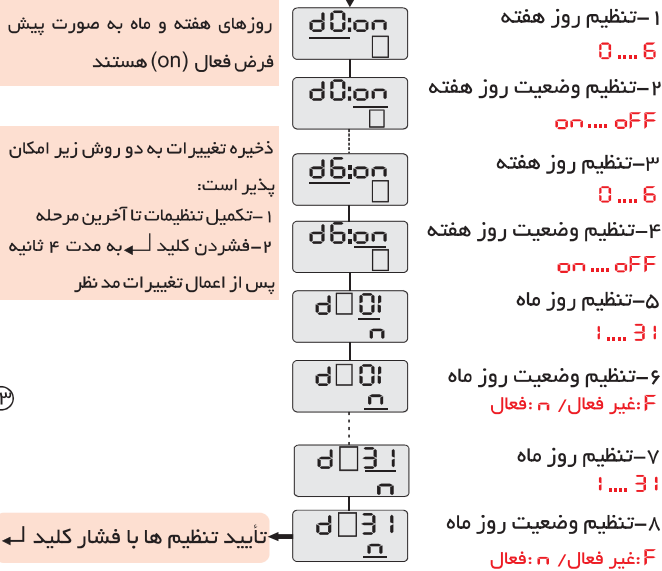 ۱-تنظیم روز هفته
0 .... 6
d0:on
روزهای هفته و ماه به صورت پیش
فرض فعال (on) هستند
۲-تنظیم وضعیت روز هفته
on .... oFF
d0:on
۳-تنظیم روز هفته
0 .... 6
d6:on
ذخیره تغییرات به دو روش زیر امکان
پذیر است:
۱-تکمیل تنظیمات تا آخرین مرحله
۲-فشردن کلید ↵ به مدت ۴ ثانیه
پس از اعمال تغییرات مد نظر
۴-تنظیم وضعیت روز هفته
on .... oFF
d6:on
۵-تنظیم روز ماه
1 .... 31
d 01
n
۶-تنظیم وضعیت روز ماه
F:غیر فعال/ n:فعال
d 01
n
۳
۷-تنظیم روز ماه
1 .... 31
d 31
n
۸-تنظیم وضعیت روز ماه
F:غیر فعال/ n:فعال
d 31
n
تأیید تنظیم ها با فشار کلید ↵